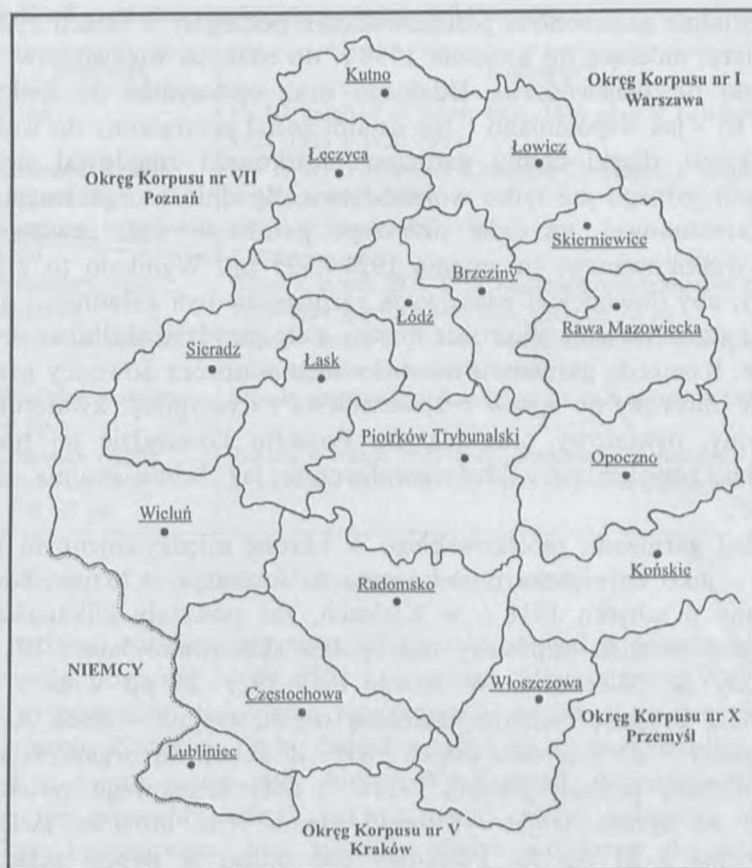 Kutno
Okręg Korpusu nr I
Warszawa
Łęczyca
Łowicz
Okręg Korpusu nr VII
Poznań
Skierniewice
Brzeziny
Łódź
Rawa Mazowiecka
Sieradz
Łask
Piotrków Trybunalski
Opoczno
Wieluń
Końskie
Radomsko
NIEMCY
Częstochowa
Włoszczowa
Okręg Korpusu nr X
Przemyśl
Lubliniec
Okręg Korpusu nr V
Kraków